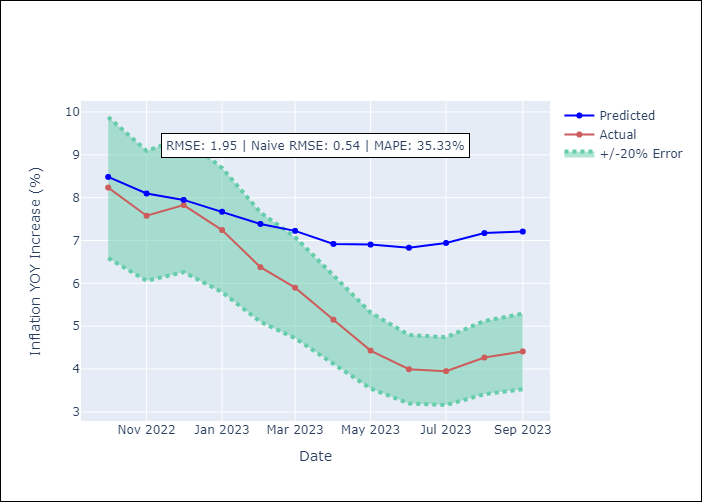 RMSE: 1.95 | Naive RMSE: 0.54 | MAPE: 35.33%
Predicted
Actual
+/-20% Error
Inflation YOY Increase (%)
10
9
8
7
6
5
4
3
Nov 2022 Jan 2023 Mar 2023 May 2023 Jul 2023 Sep 2023
Date